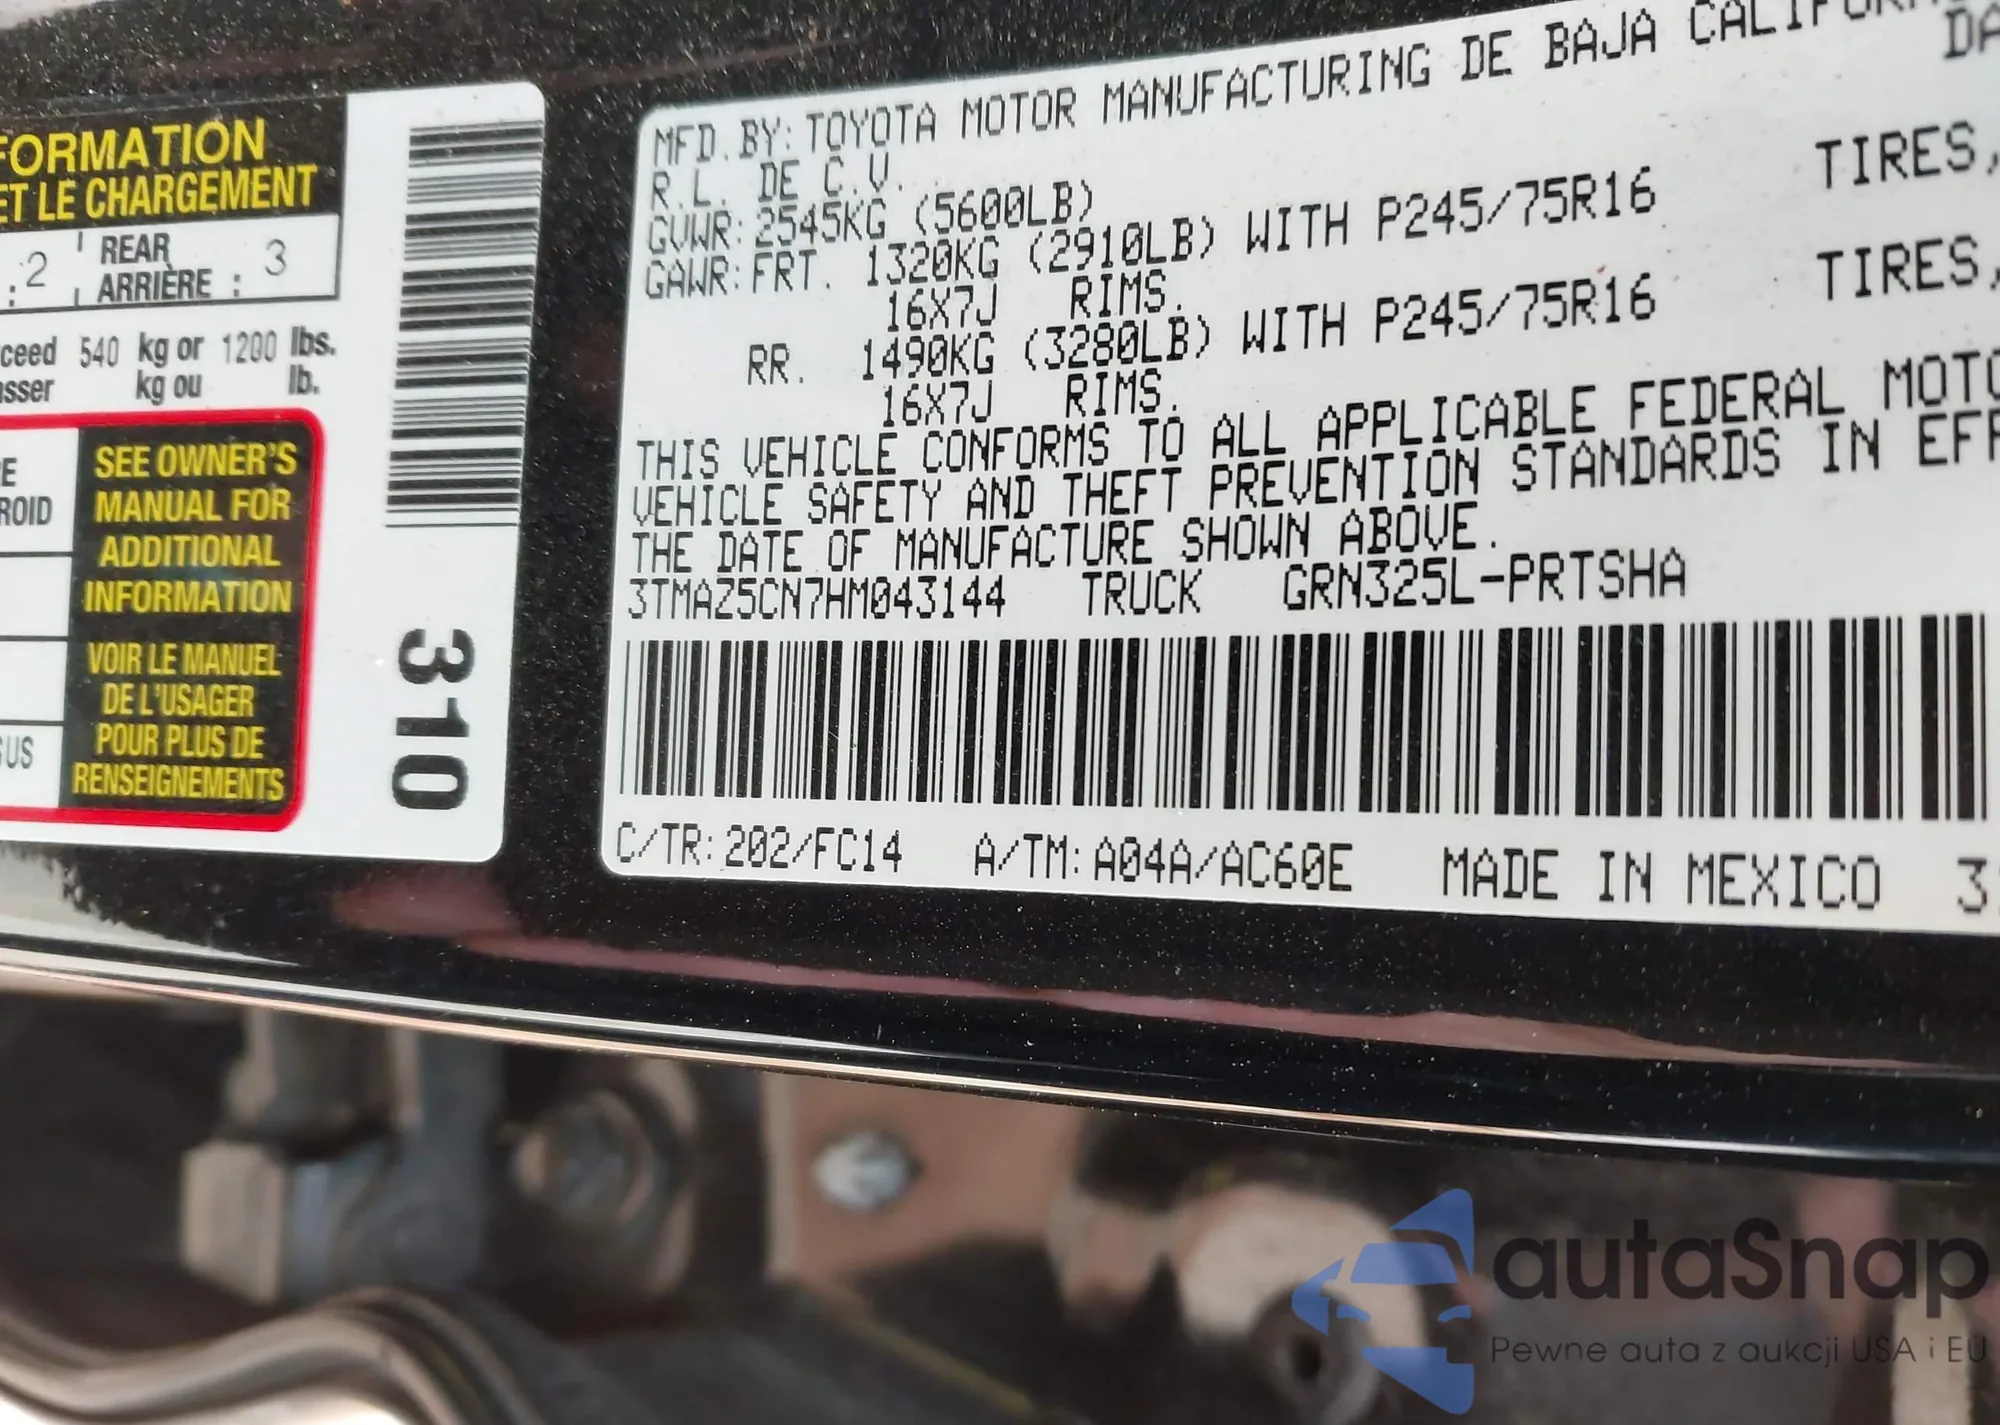 FORMATION
ET LE CHARGEMENT
: 2 REAR
ARRIÈRE : 3
540 kg or 1200 lbs.
kg ou lb.
SEE OWNER'S
MANUAL FOR
ADDITIONAL
INFORMATION
VOIR LE MANUEL
DE L'USAGER
POUR PLUS DE
RENSEIGNEMENTS
310
MFD. BY: TOYOTA MOTOR MANUFACTURING DE BAJA
R.L. DE C.V.
GVWR: 2545KG (5600LB)
GAWR: FRT. 1320KG (2910LB) WITH P245/75R16 TIRES,
16X7J RIMS.
RR. 1490KG (3280LB) WITH P245/75R16 TIRES,
16X7J RIMS.
THIS VEHICLE CONFORMS TO ALL APPLICABLE FEDERAL
VEHICLE SAFETY AND THEFT PREVENTION STANDARDS IN
THE DATE OF MANUFACTURE SHOWN ABOVE.
3TMAZ5CN7HM043144 TRUCK GRN325L-PRTSHA
C/TR: 202/FC14 A/TM: A04A/AC60E MADE IN MEXICO
autaSnap
Pewne auta z aukcji USA i EU